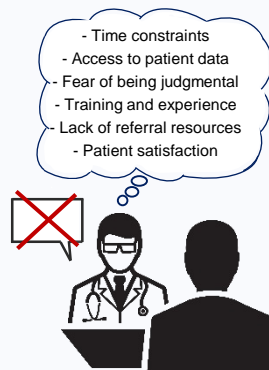 - Time constraints
- Access to patient data
- Fear of being judgmental
- Training and experience
- Lack of referral resources
- Patient satisfaction